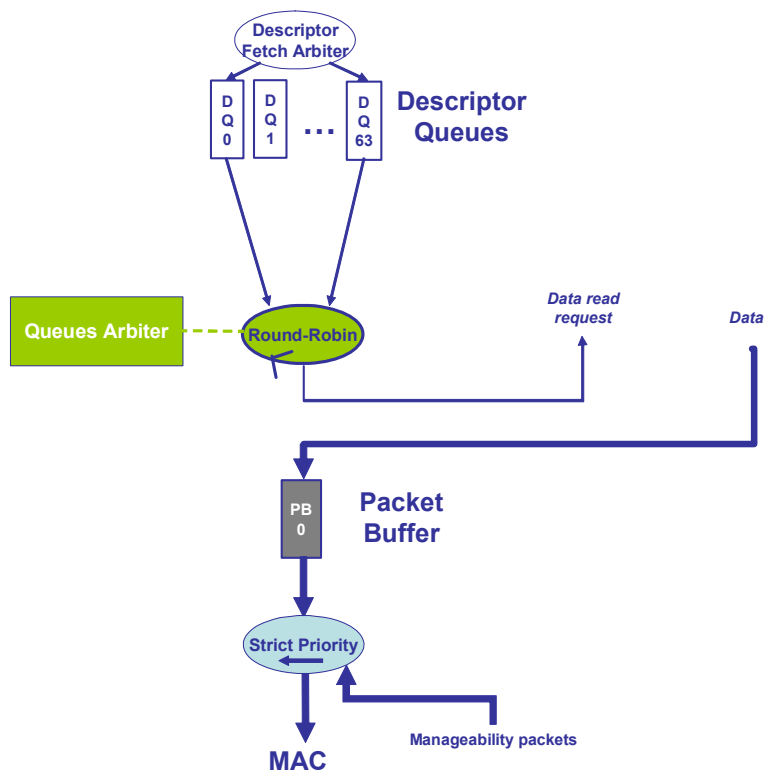 Descriptor
Fetch Arbiter
D
Q
0
D
Q
1
...
D
Q
63
Descriptor
Queues
Queues Arbiter
Round-Robin
Data read
request
Data
PB
0
Packet
Buffer
Strict Priority
Manageability packets
MAC